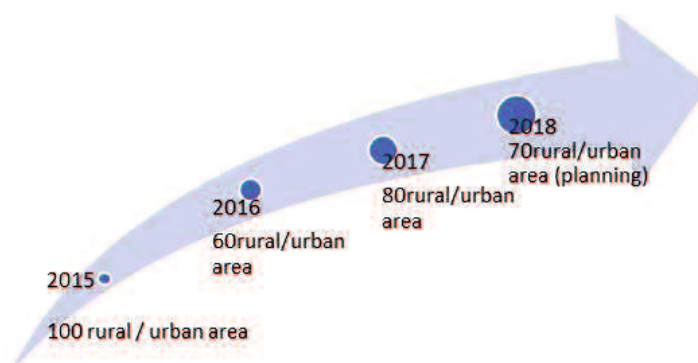 2015
100 rural / urban area
2016
60rural/urban
area
2017
80rural/urban
area
2018
70rural/urban
area (planning)